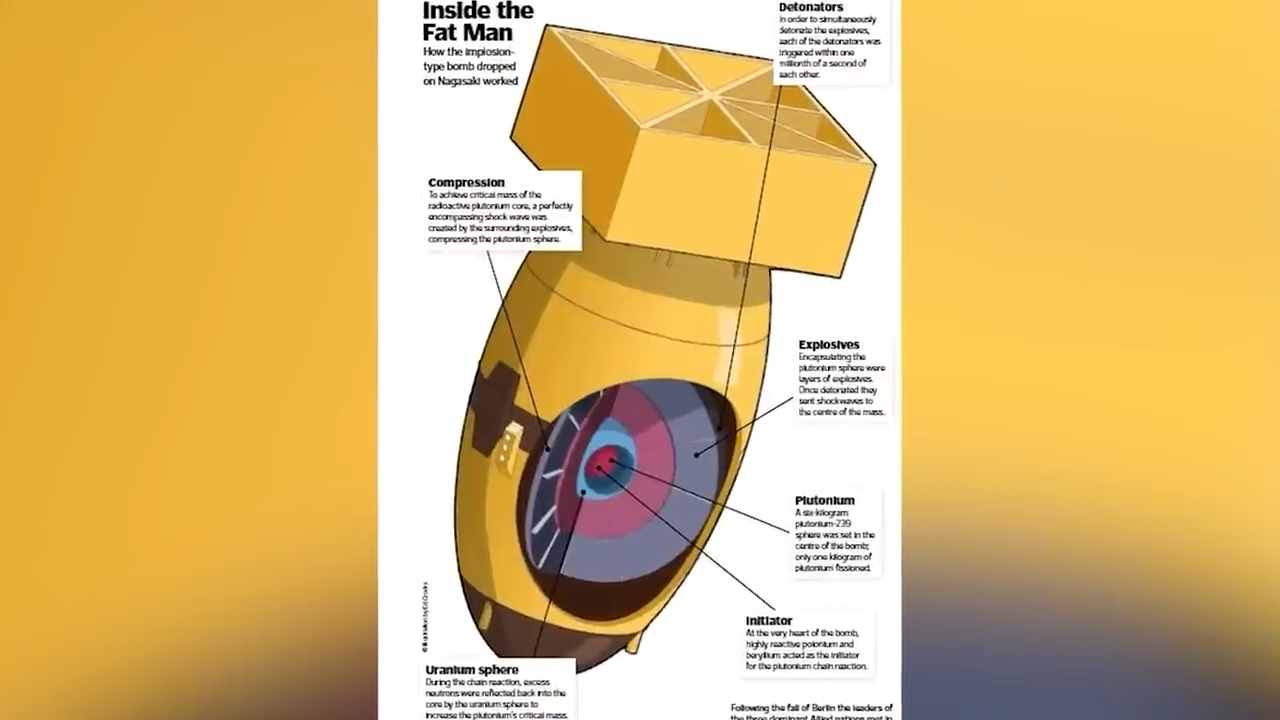 Inside the
Fat Man
How the implosion-
type bomb dropped
on Nagasaki worked
Detonators
In order to simultaneously
detonate the explosives,
each of the detonators was
triggered within one
millionth of a second of
each other.
Compression
To achieve critical mass of the
radioactive plutonium core, a perfectly
encompassing shock wave was
created by the surrounding explosives,
compressing the plutonium sphere.
Explosives
Encapsulating the
plutonium sphere were
layers of explosives.
Once detonated they
sent shockwaves to
the centre of the mass.
Plutonium
A six-kilogram
plutonium-239
sphere was set in the
centre of the bomb;
only one kilogram of
plutonium fissioned.
Initiator
At the very heart of the bomb,
highly reactive polonium and
beryllium acted as the initiator
for the plutonium chain reaction.
Uranium sphere
During the chain reaction, excess
neutrons were reflected back into the
core by the uranium sphere to
increase the plutonium's critical mass.
Following the fall of Berlin the leaders of
the three dominant Allied nations met in